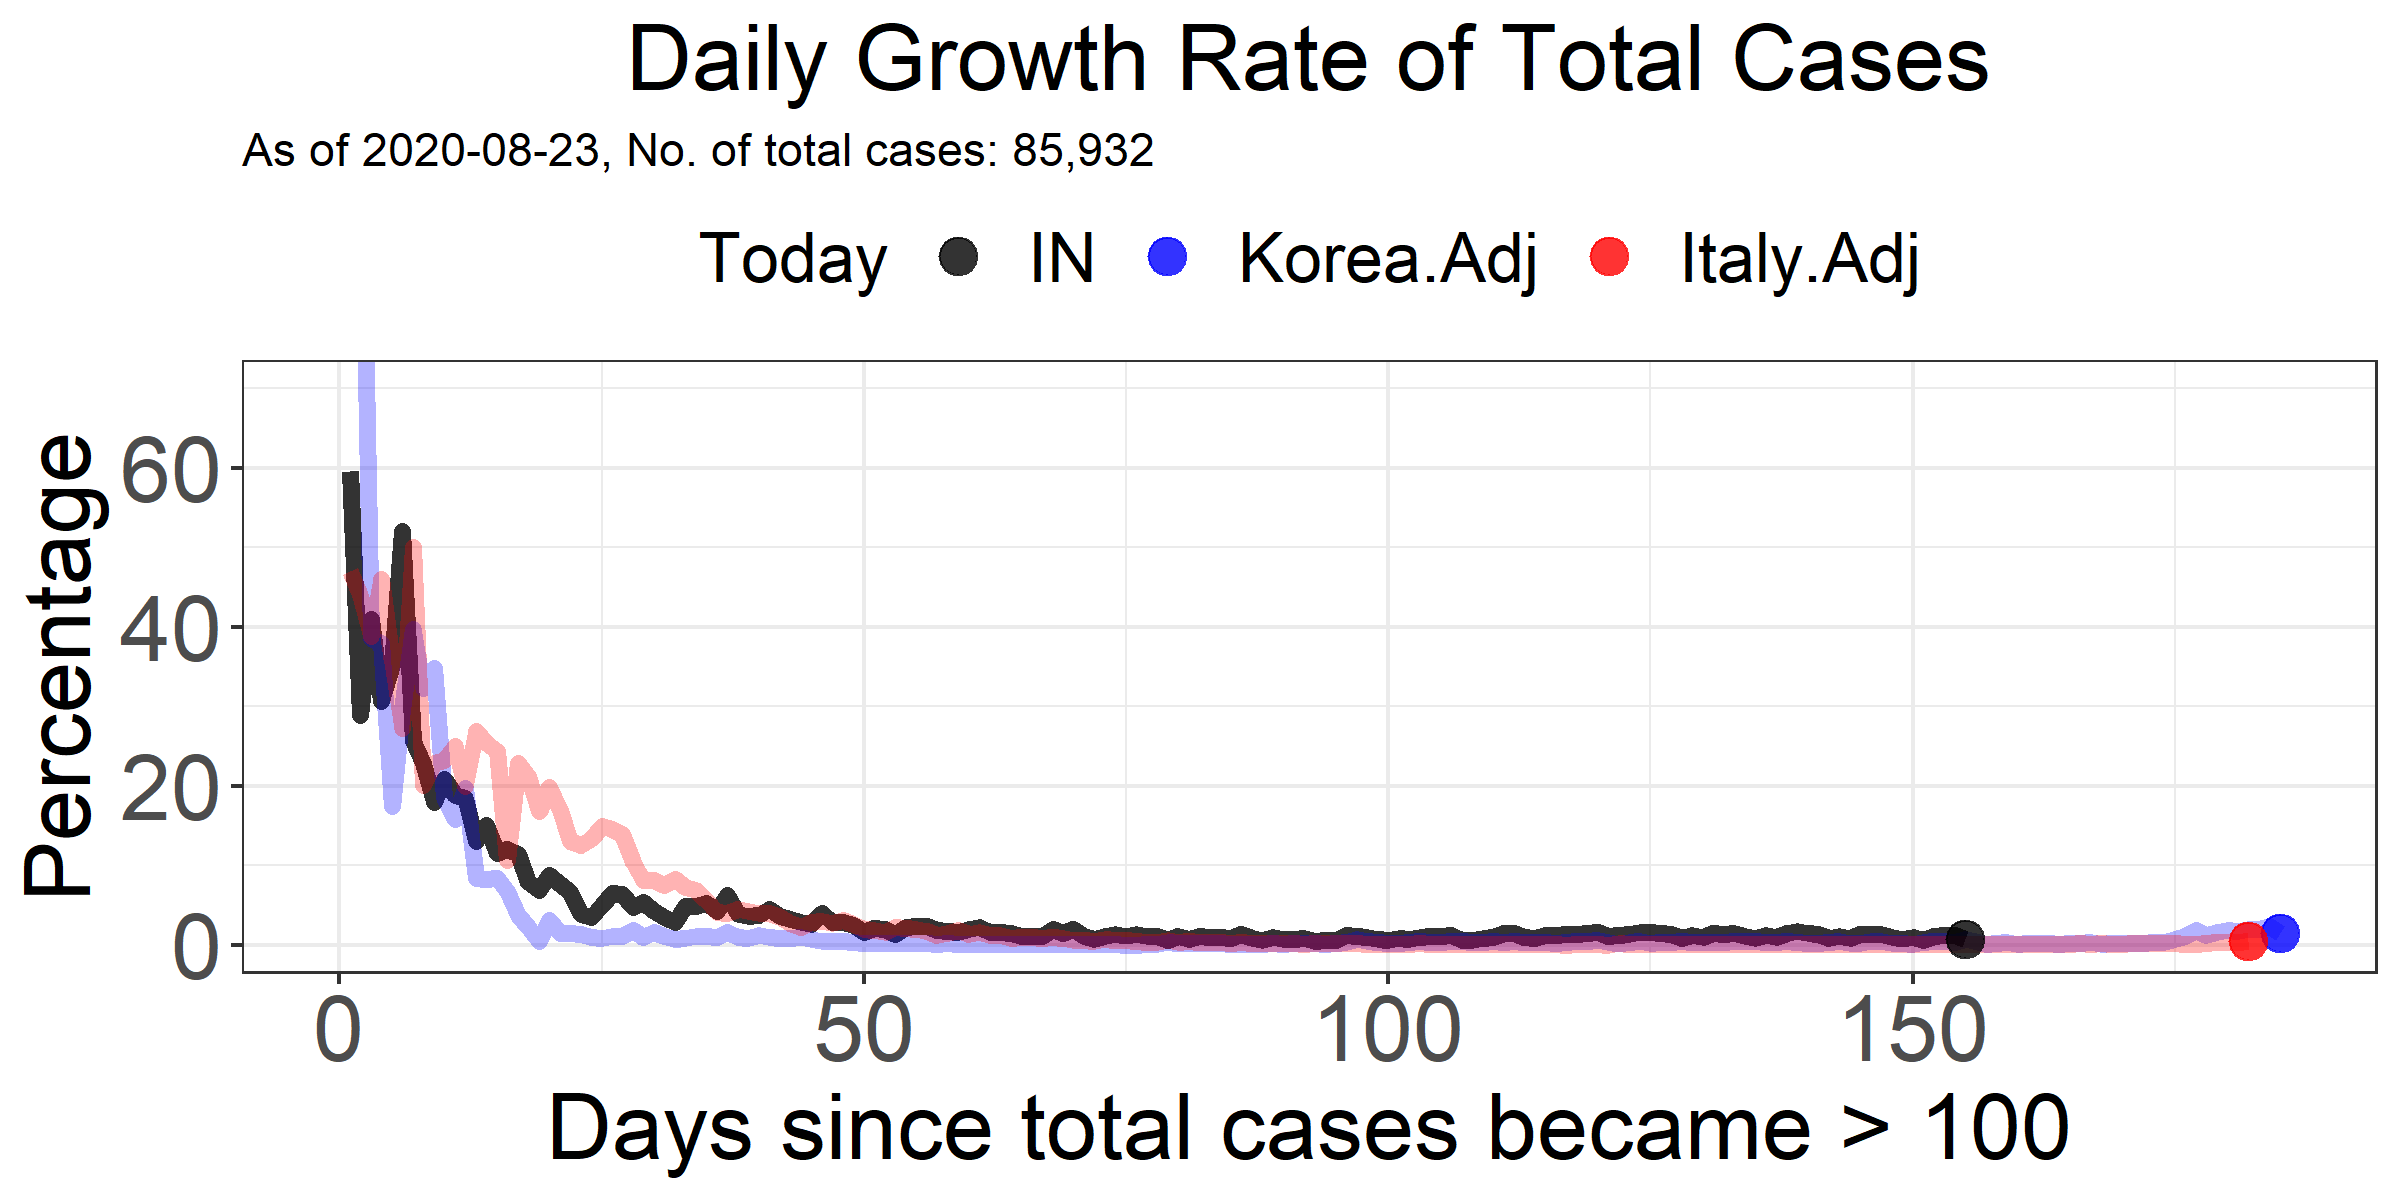 Daily Growth Rate of Total Cases
As of 2020-08-23, No. of total cases: 85,932
Today IN Korea.Adj Italy.Adj
Percentage
60
40
20
0
0 50 100 150
Days since total cases became > 100